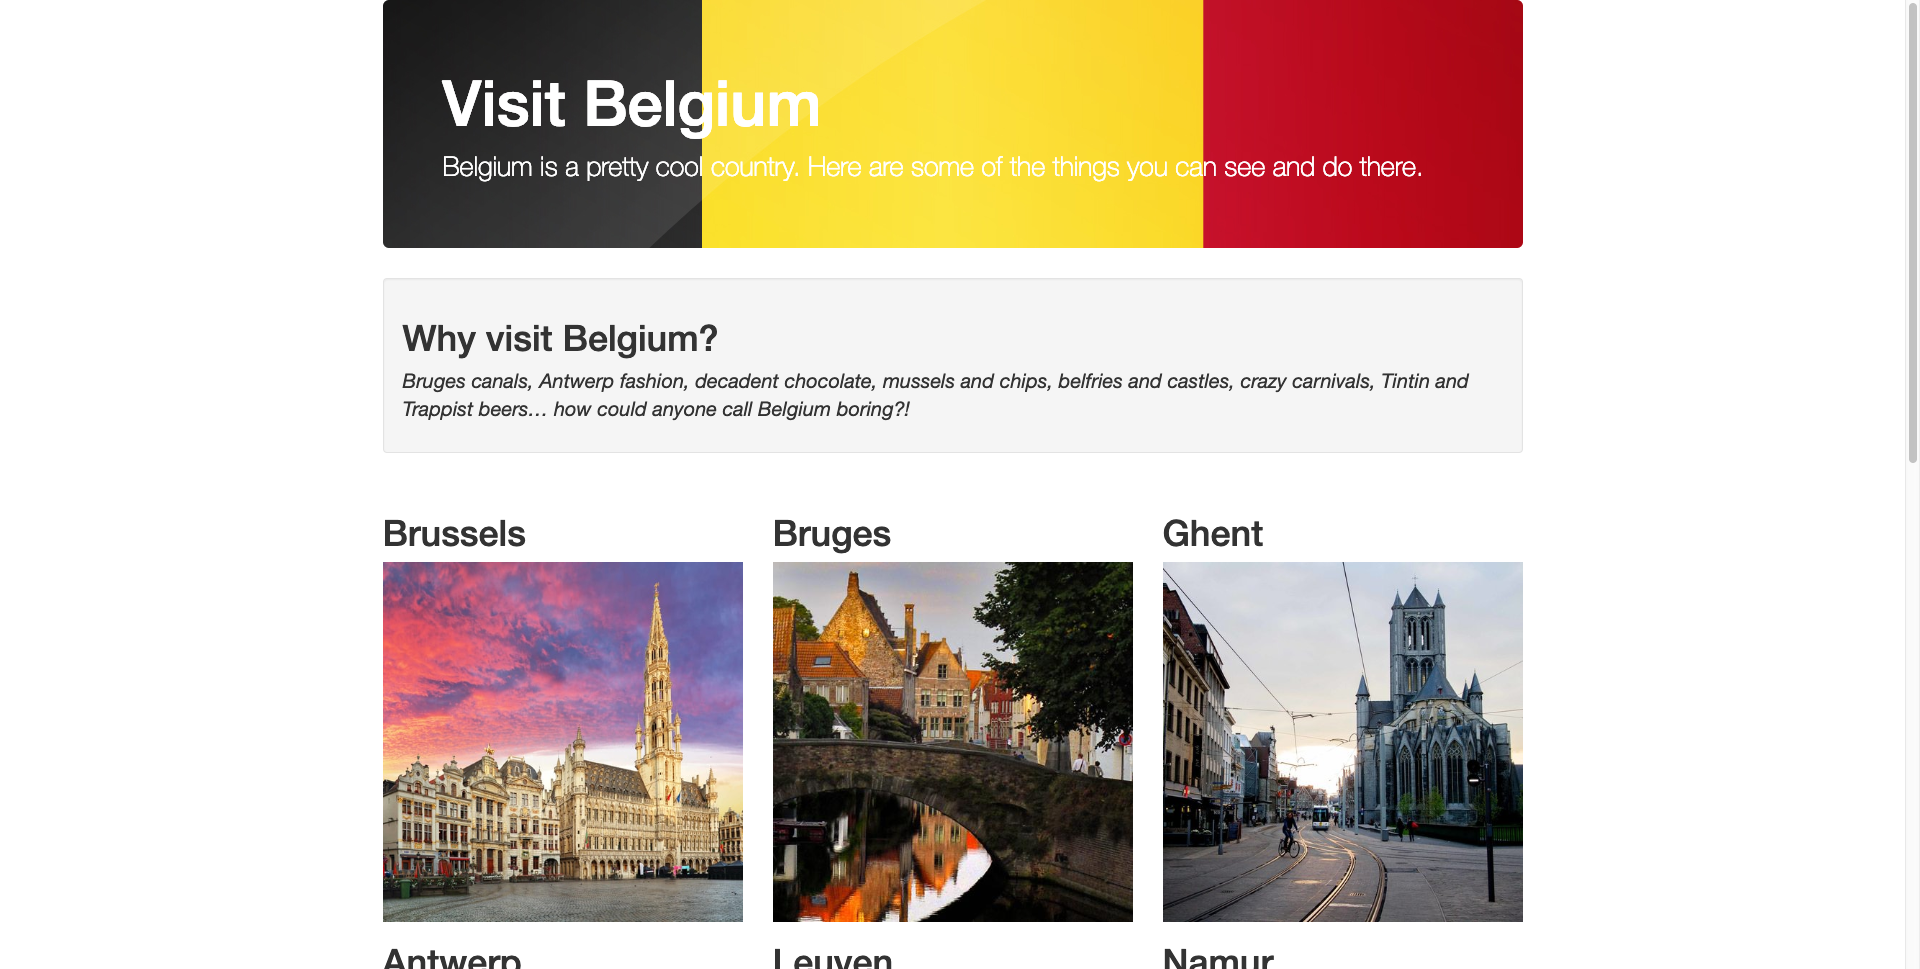 Visit Belgium
Belgium is a pretty cool country. Here are some of the things you can see and do there.
Why visit Belgium?
Bruges canals, Antwerp fashion, decadent chocolate, mussels and chips, belfries and castles, crazy carnivals, Tintin and
Trappist beers… how could anyone call Belgium boring?!
Brussels
Bruges
Ghent
Antwerp
Leuven
Namur